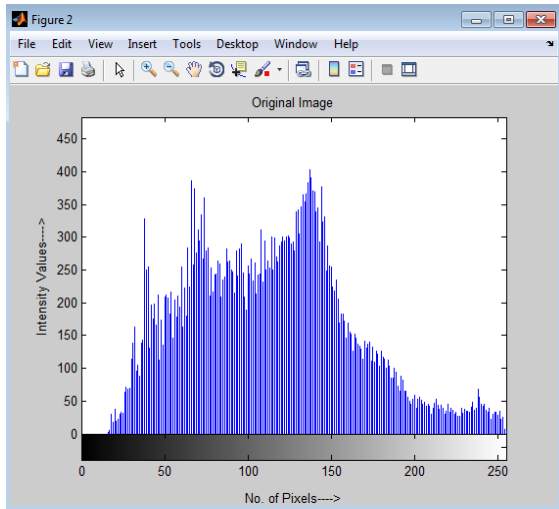 Figure 2
File Edit View Insert Tools Desktop Window Help
Original Image
450
400
350
300
250
200
150
100
50
0
Intensity Values---->
0 50 100 150 200 250
No. of Pixels---->